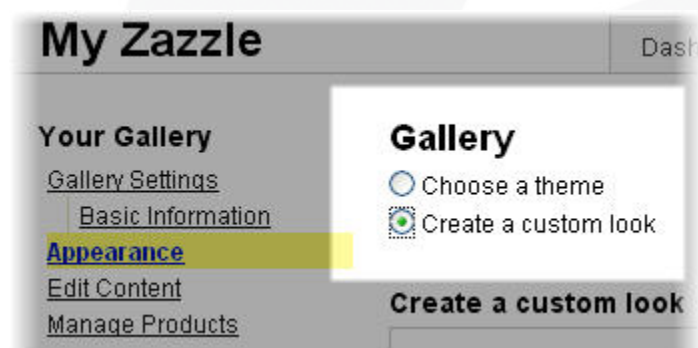 My Zazzle
Dash
Your Gallery
Gallery Settings
Basic Information
Appearance
Edit Content
Manage Products
Gallery
Choose a theme
Create a custom look
Create a custom look